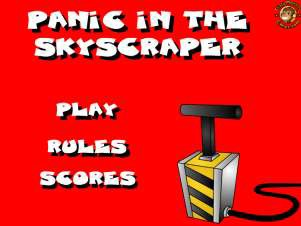 PANIC IN THE
SKYSCRAPER
PLAY
RULES
SCORES